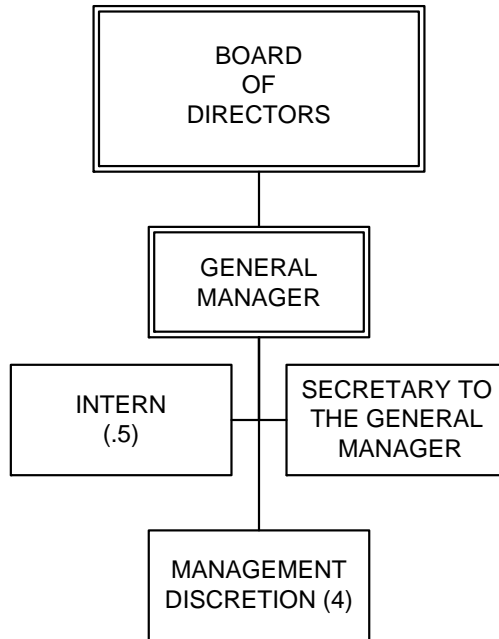 BOARD
OF
DIRECTORS
GENERAL
MANAGER
INTERN
(.5)
SECRETARY TO
THE GENERAL
MANAGER
MANAGEMENT
DISCRETION (4)